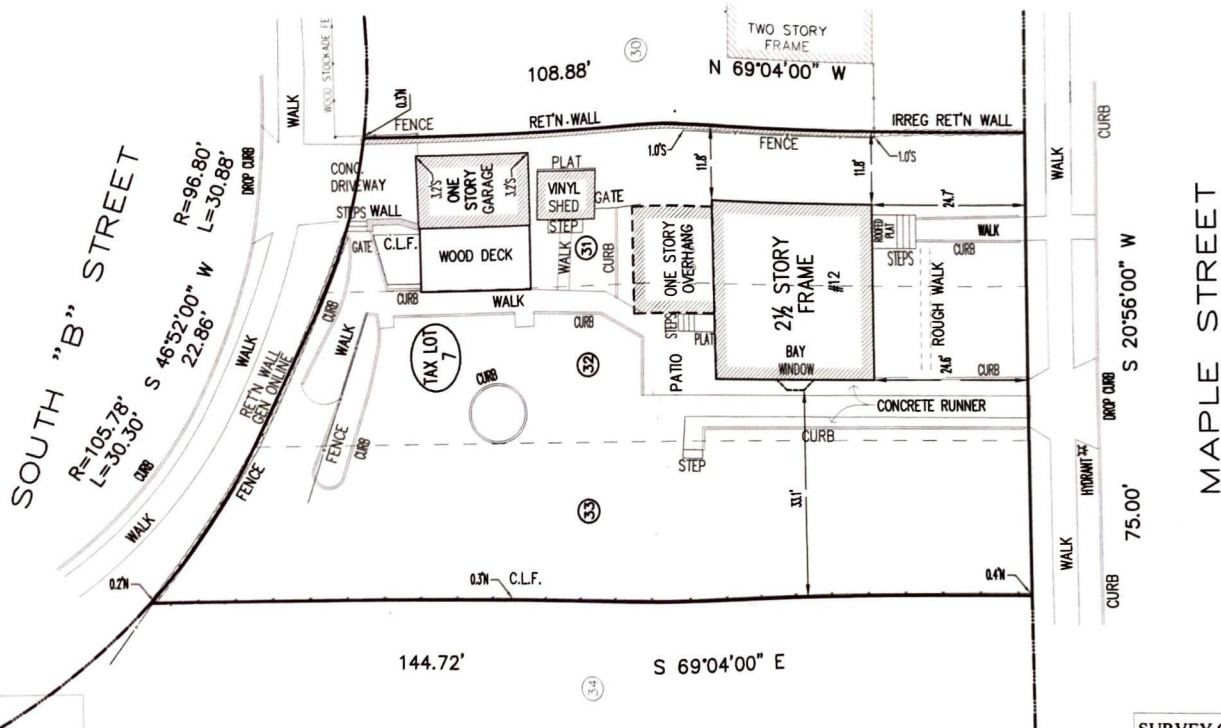 TWO STORY
FRAME
30
108.88'
N 69°04'00" W
WOOD STOCKADE FE
WALK
0.3'N
FENCE
RET'N WALL
FENCE
IRREG RET'N WALL
1.0'S
1.0'S
11.8'
11.8'
CURB
WALK
DROP CURB
R=96.80'
L=30.88'
SOUTH "B" STREET
CONC.
DRIVEWAY
STEPS
WALL
3.2'S
ONE
STORY
GARAGE
3.2'S
PLAT
VINYL
SHED
GATE
STEP
GATE
C.L.F.
WOOD DECK
WALK
31
CURB
ONE STORY
OVERHANG
2½ STORY
FRAME
#12
24.7'
ROOFED
PLAT
STEPS
WALK
CURB
ROUGH WALK
S 20°56'00" W
MAPLE STREET
S 46°52'00" W
22.86'
CURB
WALK
CURB
WALK
CURB
STEPS
PLAT
BAY
WINDOW
24.6'
CURB
WALK
RET'N WALL
GEN ONLINE
TAX LOT
7
32
PATIO
CURB
CONCRETE RUNNER
CURB
DROP CURB
R=105.78'
L=30.30'
CURB
FENCE
FENCE
CURB
STEP
HYDRANT
WALK
33
33.1'
75.00'
WALK
CURB
0.2'N
0.3'N
C.L.F.
0.4'N
144.72'
S 69°04'00" E
34